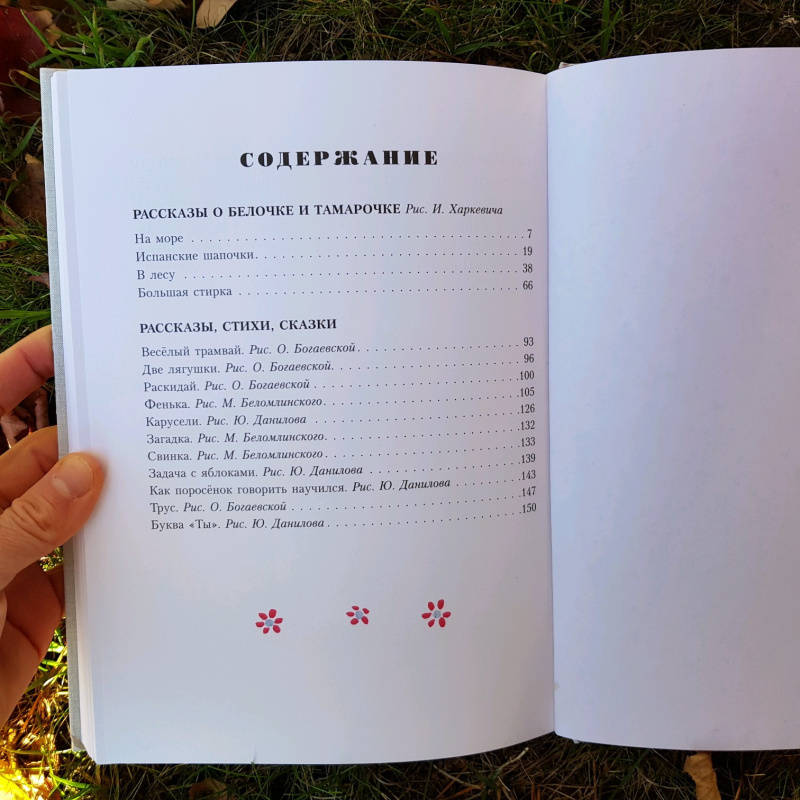 СОДЕРЖАНИЕ
РАССКАЗЫ О БЕЛОЧКЕ И ТАМАРОЧКЕ Рис. И. Харкевича
На море . . . . . . . . . . . . . . . . . . . . . . . . . . . . . . . . . . . . 7
Испанские шапочки. . . . . . . . . . . . . . . . . . . . . . . . . . . 19
В лесу . . . . . . . . . . . . . . . . . . . . . . . . . . . . . . . . . . . . 38
Большая стирка . . . . . . . . . . . . . . . . . . . . . . . . . . . . . 66
РАССКАЗЫ, СТИХИ, СКАЗКИ
Весёлый трамвай. Рис. О. Богаевской . . . . . . . . . . . . . . . . 93
Две лягушки. Рис. О. Богаевской. . . . . . . . . . . . . . . . . . . 96
Раскидай. Рис. О. Богаевской . . . . . . . . . . . . . . . . . . . . . 100
Фенька. Рис. М. Беломлинского. . . . . . . . . . . . . . . . . . . . 105
Карусели. Рис. Ю. Данилова . . . . . . . . . . . . . . . . . . . . . 126
Загадка. Рис. М. Беломлинского. . . . . . . . . . . . . . . . . . . . 132
Свинка. Рис. М. Беломлинского . . . . . . . . . . . . . . . . . . . . 133
Задача с яблоками. Рис. Ю. Данилова . . . . . . . . . . . . . . . 139
Как поросёнок говорить научился. Рис. Ю. Данилова . . . . . . . 143
Трус. Рис. О. Богаевской . . . . . . . . . . . . . . . . . . . . . . . . 147
Буква «Ты». Рис. Ю. Данилова . . . . . . . . . . . . . . . . . . . . 150